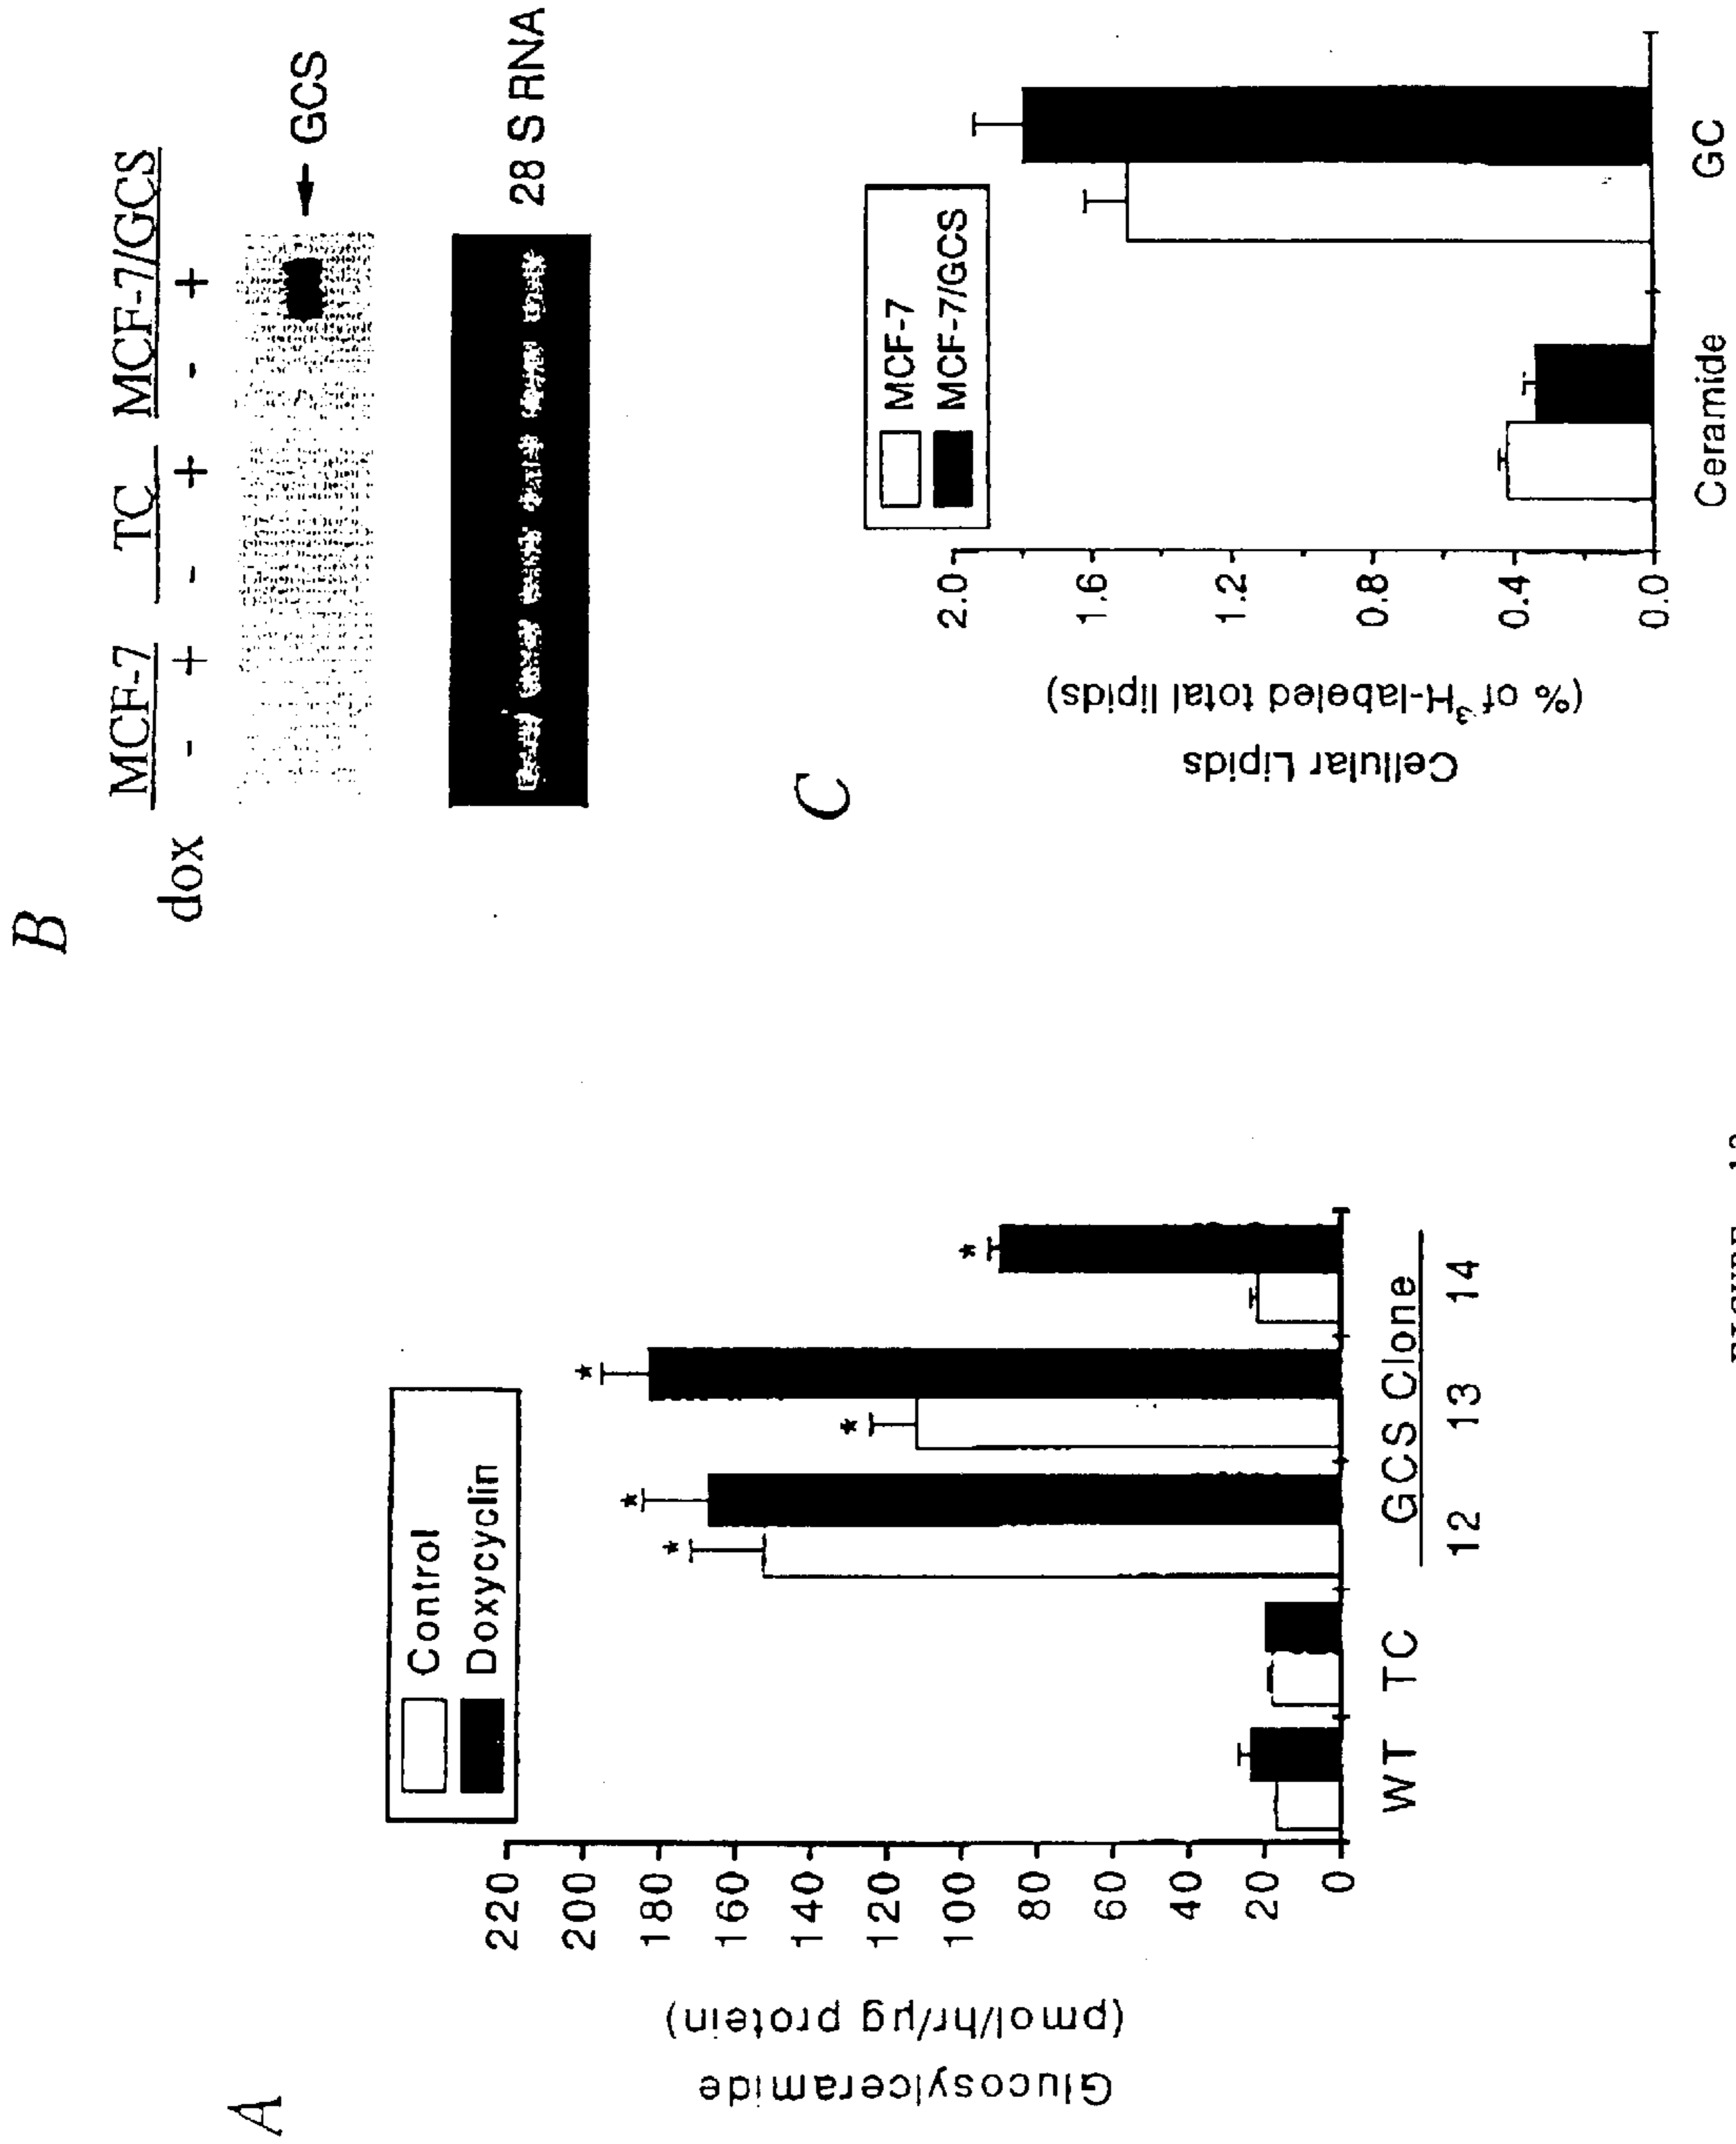 A
Glucosylceramide
(pmol/hr/µg protein)
220
200
180
160
140
120
100
80
60
40
20
0
Control
Doxycyclin
*
*
*
*
*
WT TC
GCS Clone
12 13 14
B
MCF-7 TC MCF-7/GCS
dox - + - + - +
← GCS
28 S RNA
C
Cellular Lipids
(% of ³H-labeled total lipids)
2.0
1.6
1.2
0.8
0.4
0.0
MCF-7
MCF-7/GCS
Ceramide GC